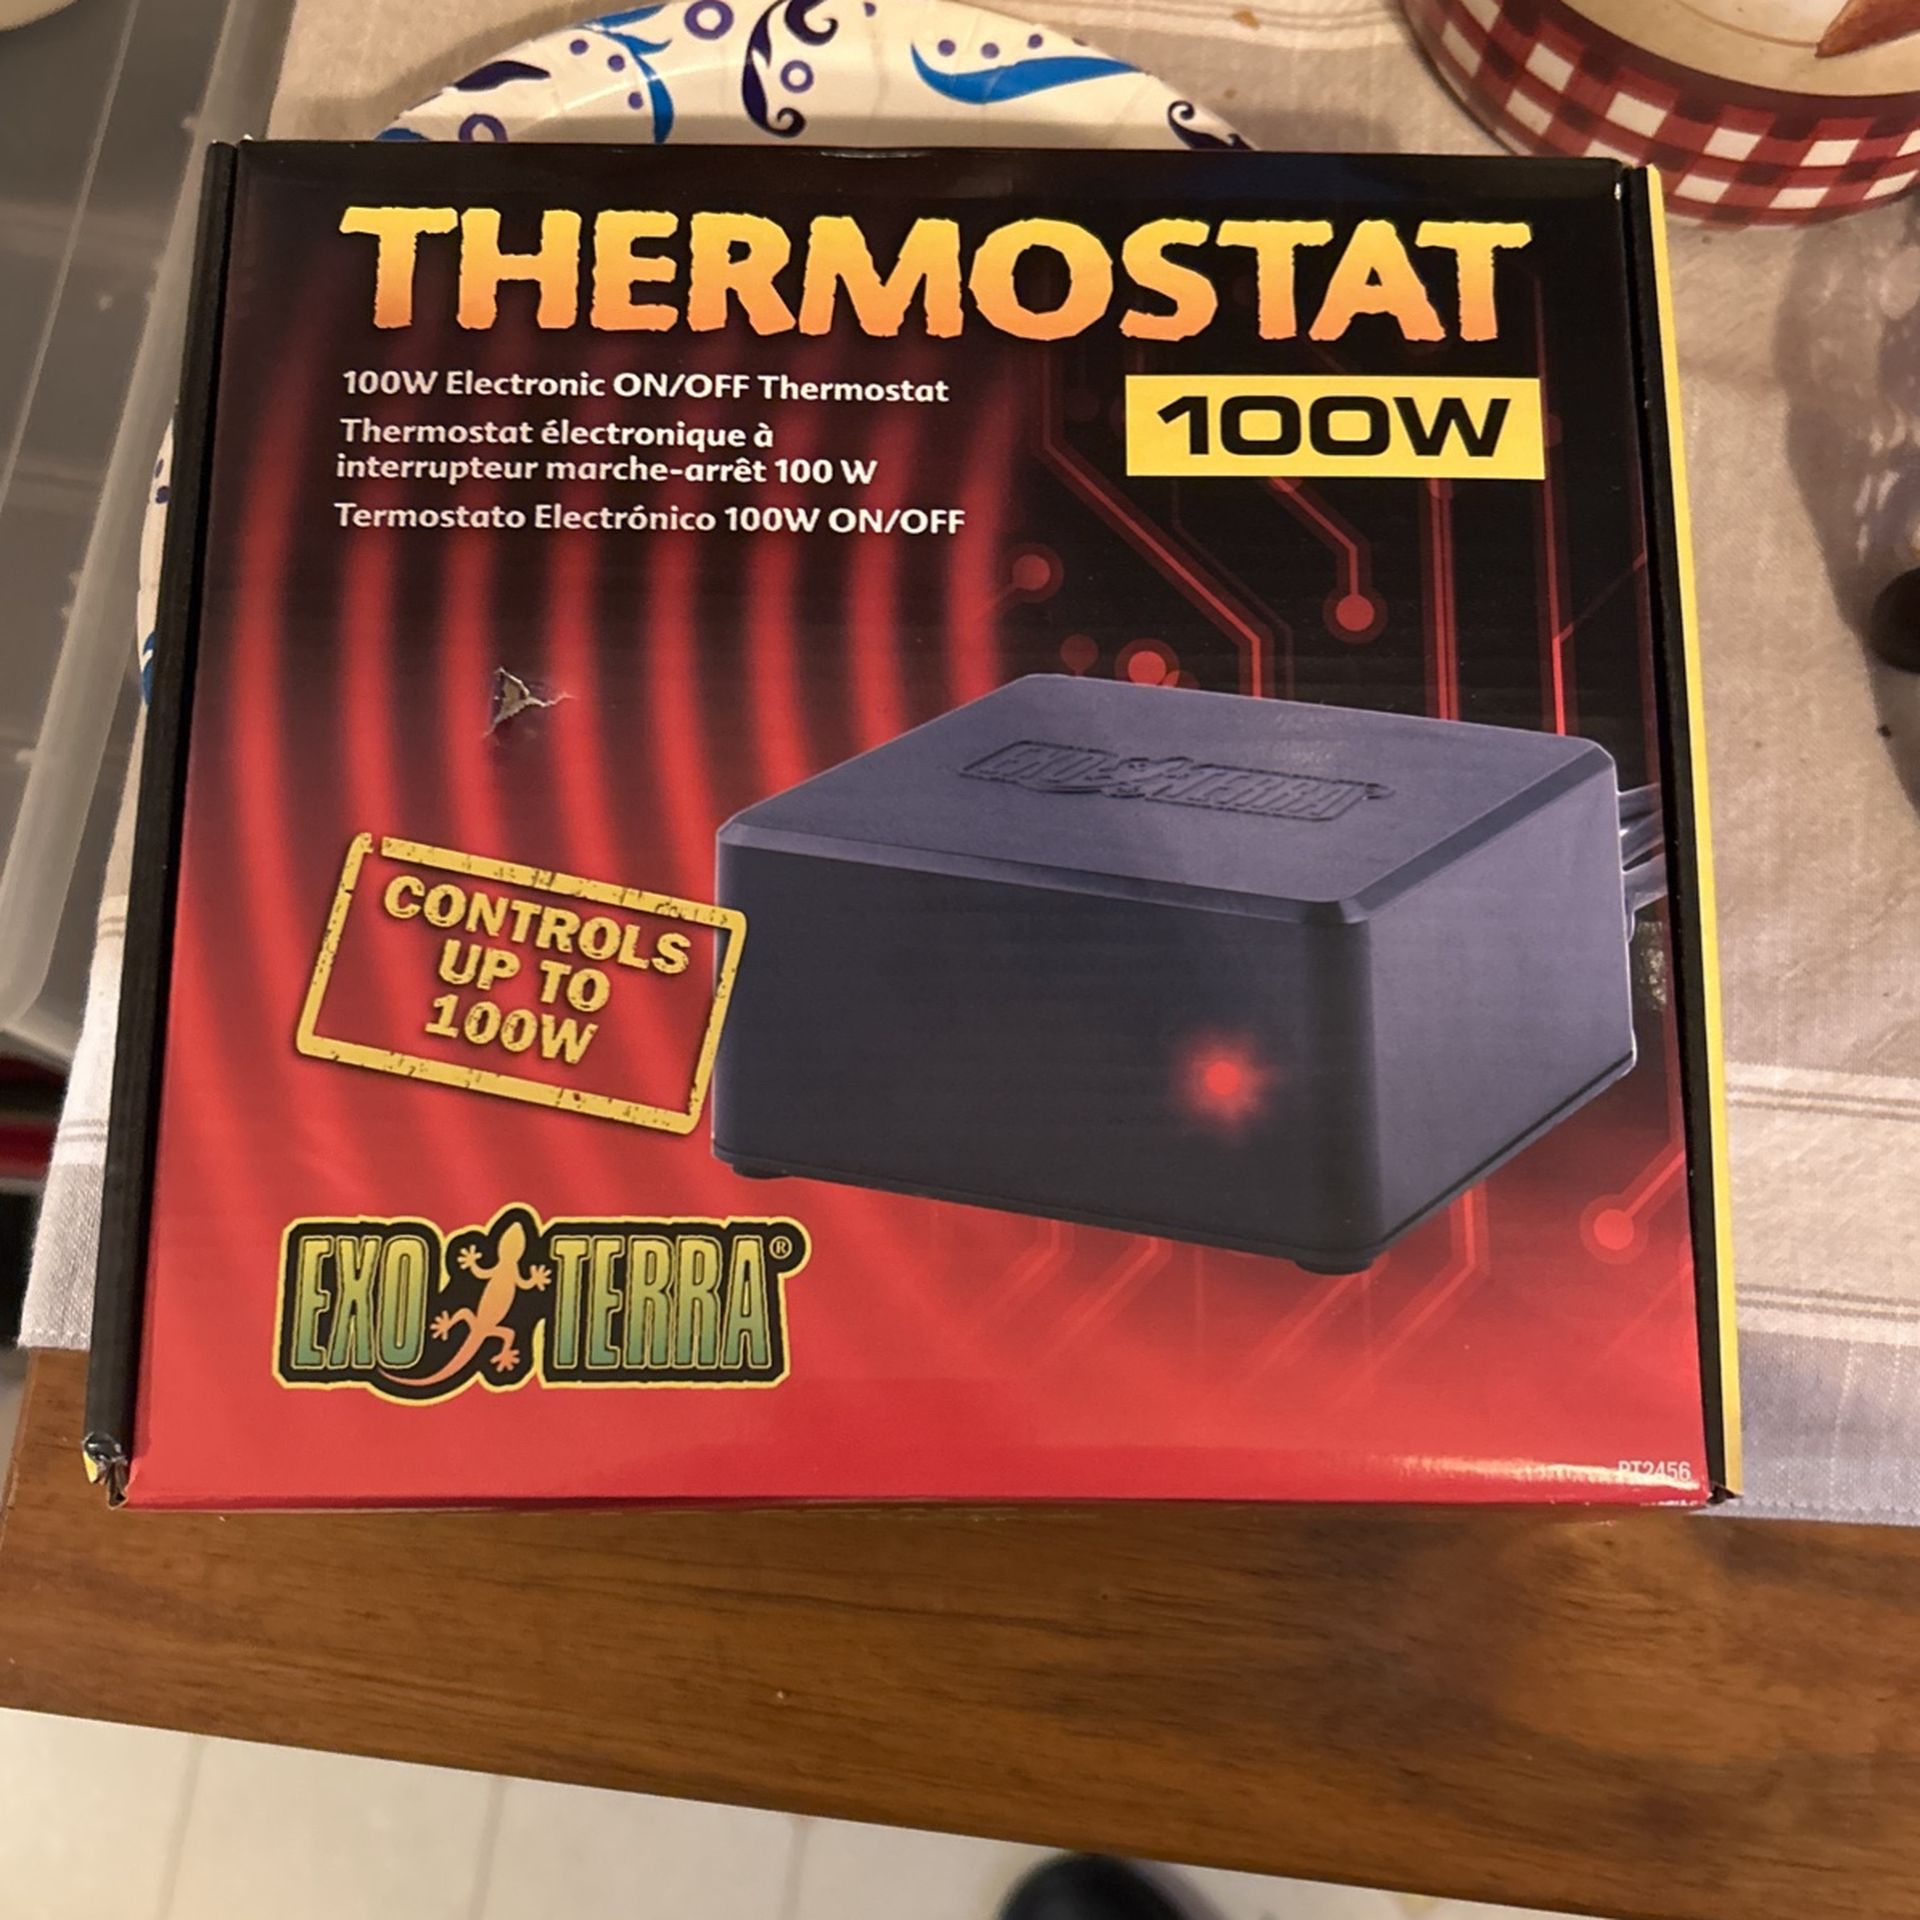 THERMOSTAT
100W Electronic ON/OFF Thermostat
100W
Thermostat électronique à
interrupteur marche-arrêt 100 W
Termostato Electrónico 100W ON/OFF
EXO TERRA
CONTROLS
UP TO
100W
EXO TERRA®
PT2456